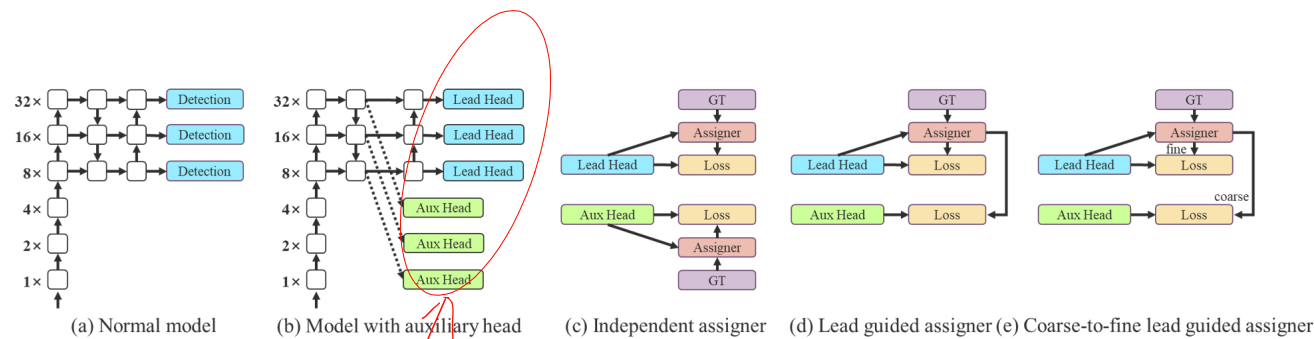 32×
16×
8×
4×
2×
1×
Detection
Detection
Detection
(a) Normal model
32×
16×
8×
4×
2×
1×
Lead Head
Lead Head
Lead Head
Aux Head
Aux Head
Aux Head
(b) Model with auxiliary head
GT
Assigner
Lead Head
Loss
Aux Head
Loss
Assigner
GT
(c) Independent assigner
GT
Assigner
Lead Head
Loss
Aux Head
Loss
(d) Lead guided assigner
GT
Assigner
fine
Lead Head
Loss
coarse
Aux Head
Loss
(e) Coarse-to-fine lead guided assigner